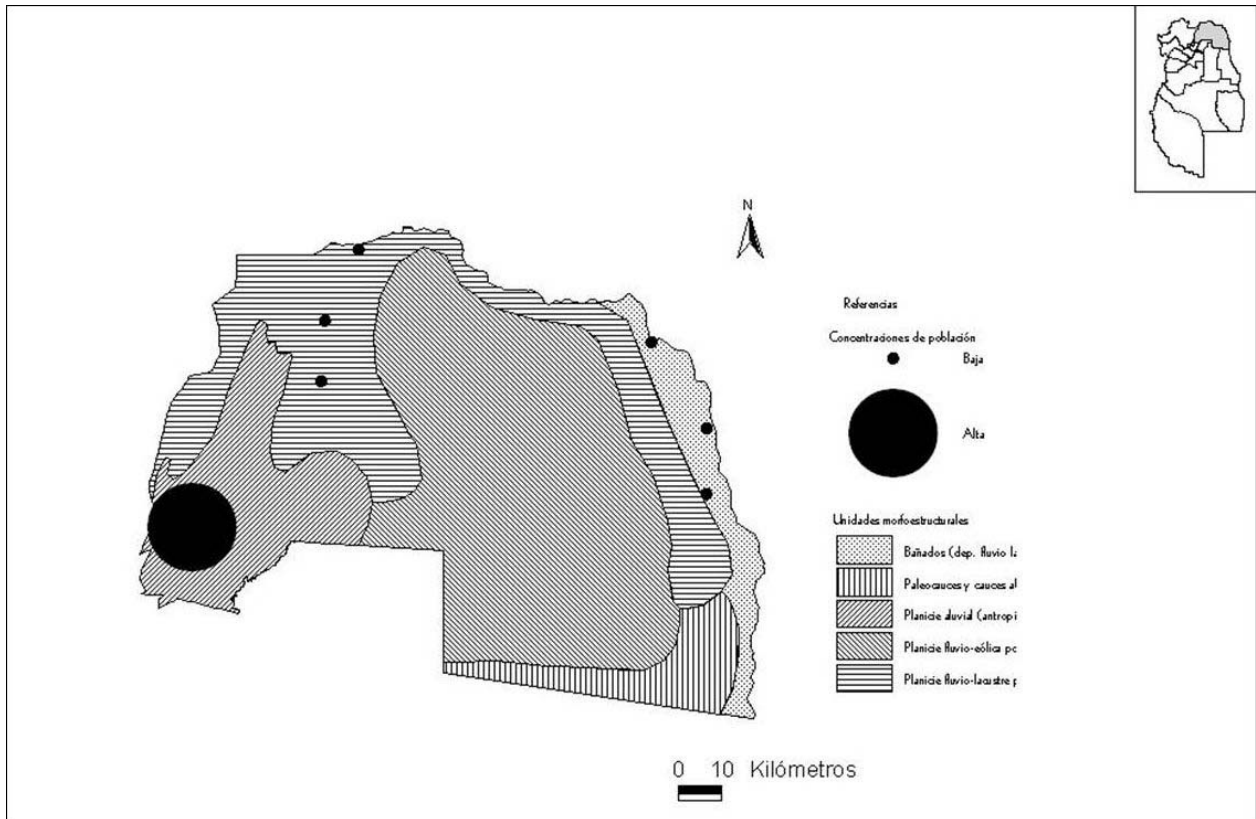 N
Referencias
Concentraciones de población
Baja
Alta
Unidades morfoestructurales
Bañados (dep. fluvio la
Paleocauces y cauces al
Planicie aluvial (antropi
Planicie fluvio-eólica po
Planicie fluvio-lacustre p
0 10 Kilómetros